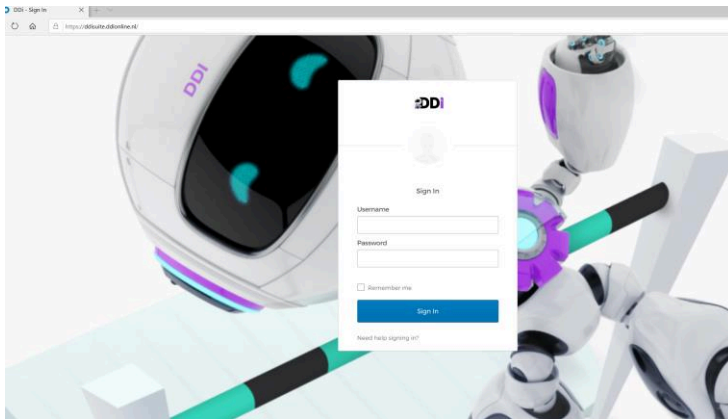 DDi - Sign In
https://ddisuite.ddionline.nl/
DDI
DDI
Sign In
Username
Password
Remember me
Sign In
Need help signing in?